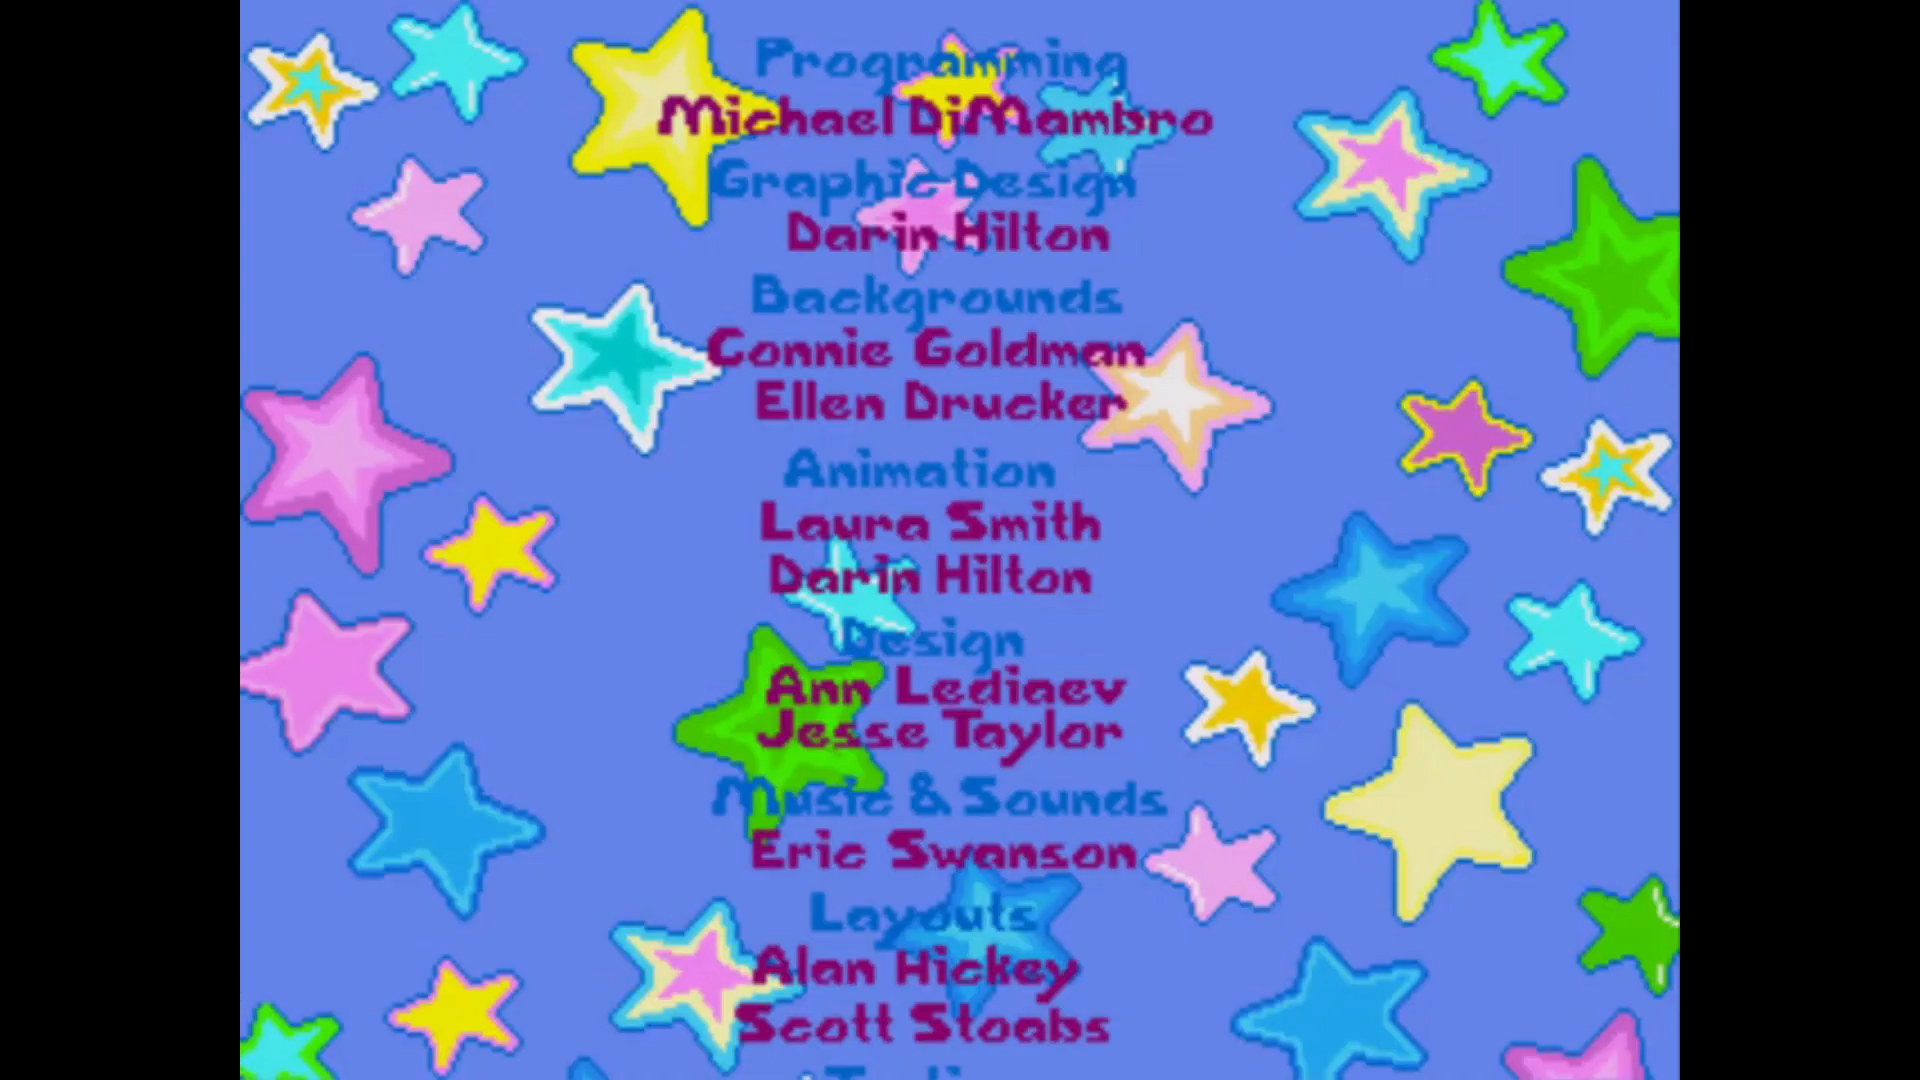 Programming
Michael DiMambro
Graphic Design
Darin Hilton
Backgrounds
Connie Goldman
Ellen Drucker
Animation
Laura Smith
Darin Hilton
Design
Ann Lediaev
Jesse Taylor
Music & Sounds
Eric Swanson
Layouts
Alan Hickey
Scott Stoabs